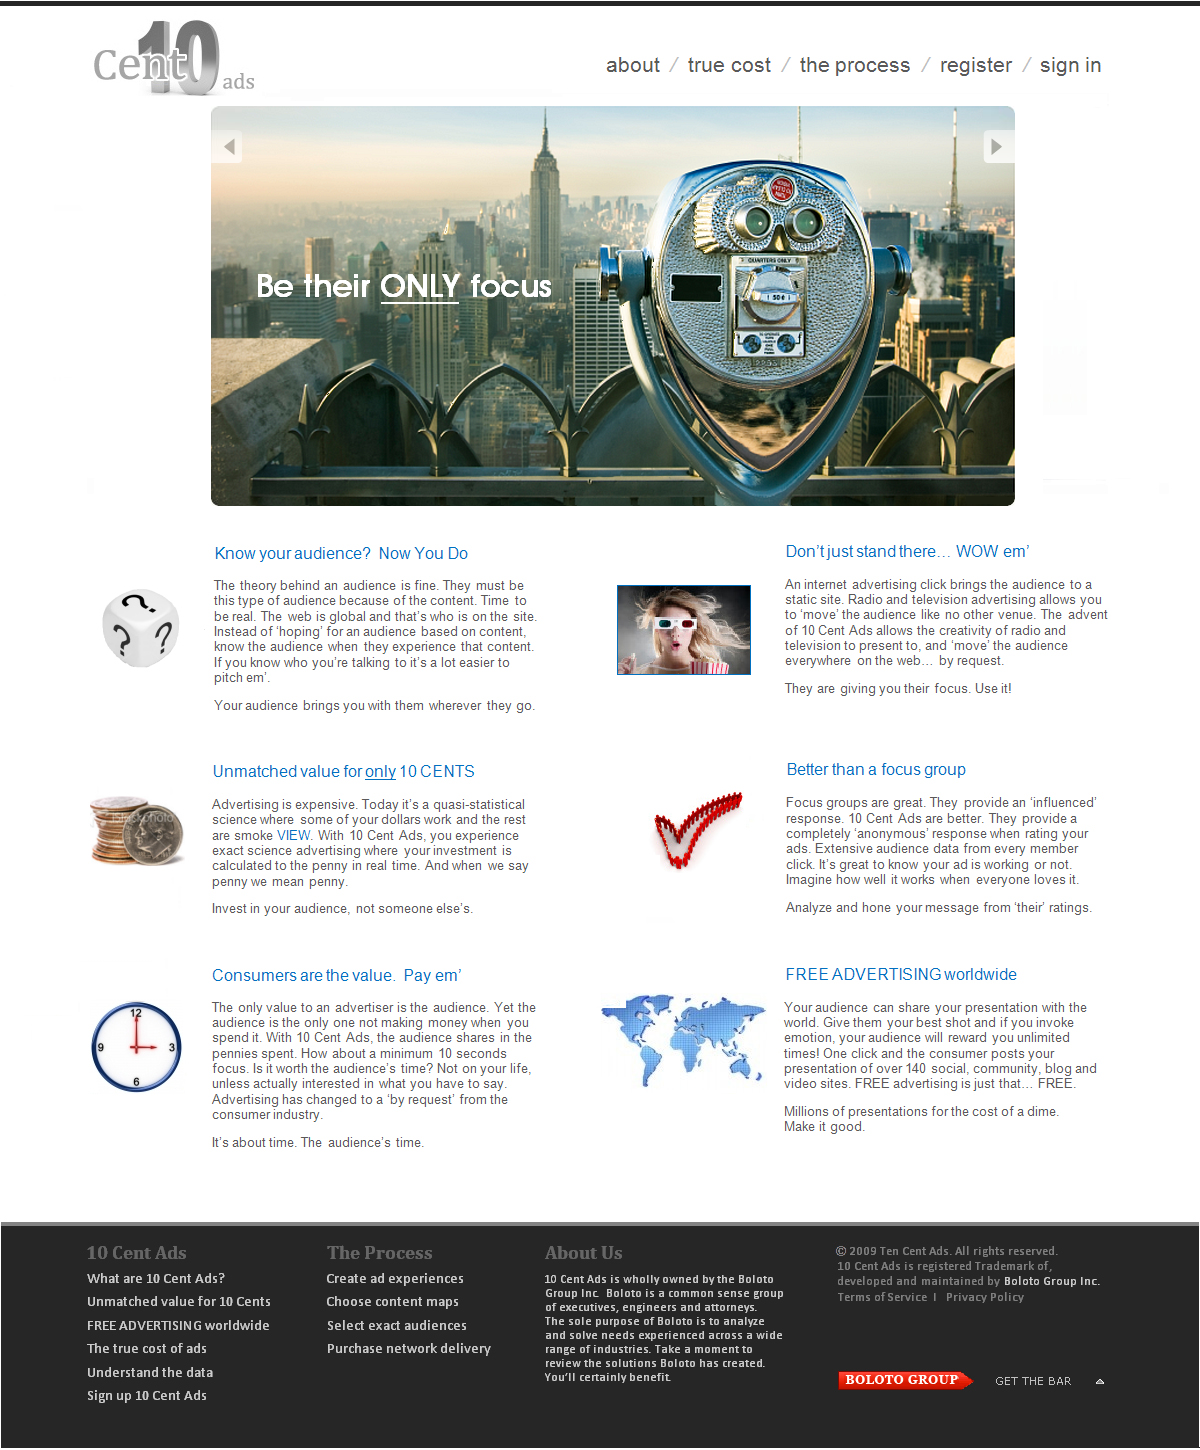 Cent 10 ads
about / true cost / the process / register / sign in
QUARTERS ONLY
50¢
Be their ONLY focus
Know your audience?  Now You Do
The theory behind an audience is fine. They must be
this type of audience because of the content. Time to
be real. The web is global and that's who is on the site.
Instead of ‘hoping’ for an audience based on content,
know the audience when they experience that content.
If you know who you’re talking to it’s a lot easier to
pitch em’.
Your audience brings you with them wherever they go.
Don’t just stand there… WOW em’
An internet advertising click brings the audience to a
static site. Radio and television advertising allows you
to ‘move’ the audience like no other venue. The advent
of 10 Cent Ads allows the creativity of radio and
television to present to, and ‘move’ the audience
everywhere on the web… by request.
They are giving you their focus. Use it!
Unmatched value for only 10 CENTS
Advertising is expensive. Today it’s a quasi-statistical
science where some of your dollars work and the rest
are smoke VIEW. With 10 Cent Ads, you experience
exact science advertising where your investment is
calculated to the penny in real time. And when we say
penny we mean penny.
Invest in your audience, not someone else’s.
Better than a focus group
Focus groups are great. They provide an ‘influenced’
response. 10 Cent Ads are better. They provide a
completely ‘anonymous’ response when rating your
ads. Extensive audience data from every member
click. It’s great to know your ad is working or not.
Imagine how well it works when everyone loves it.
Analyze and hone your message from ‘their’ ratings.
Consumers are the value.  Pay em’
12
9 3
6
The only value to an advertiser is the audience. Yet the
audience is the only one not making money when you
spend it. With 10 Cent Ads, the audience shares in the
pennies spent. How about a minimum 10 seconds
focus. Is it worth the audience’s time? Not on your life,
unless actually interested in what you have to say.
Advertising has changed to a ‘by request’ from the
consumer industry.
It’s about time. The audience’s time.
FREE ADVERTISING worldwide
Your audience can share your presentation with the
world. Give them your best shot and if you invoke
emotion, your audience will reward you unlimited
times! One click and the consumer posts your
presentation of over 140 social, community, blog and
video sites. FREE advertising is just that… FREE.
Millions of presentations for the cost of a dime.
Make it good.
10 Cent Ads
What are 10 Cent Ads?
Unmatched value for 10 Cents
FREE ADVERTISING worldwide
The true cost of ads
Understand the data
Sign up 10 Cent Ads
The Process
Create ad experiences
Choose content maps
Select exact audiences
Purchase network delivery
About Us
10 Cent Ads is wholly owned by the Boloto
Group Inc.  Boloto is a common sense group
of executives, engineers and attorneys.
The sole purpose of Boloto is to analyze
and solve needs experienced across a wide
range of industries. Take a moment to
review the solutions Boloto has created.
You’ll certainly benefit.
© 2009 Ten Cent Ads. All rights reserved.
10 Cent Ads is registered Trademark of,
developed and maintained by Boloto Group Inc.
Terms of Service  I  Privacy Policy
BOLOTO GROUP GET THE BAR